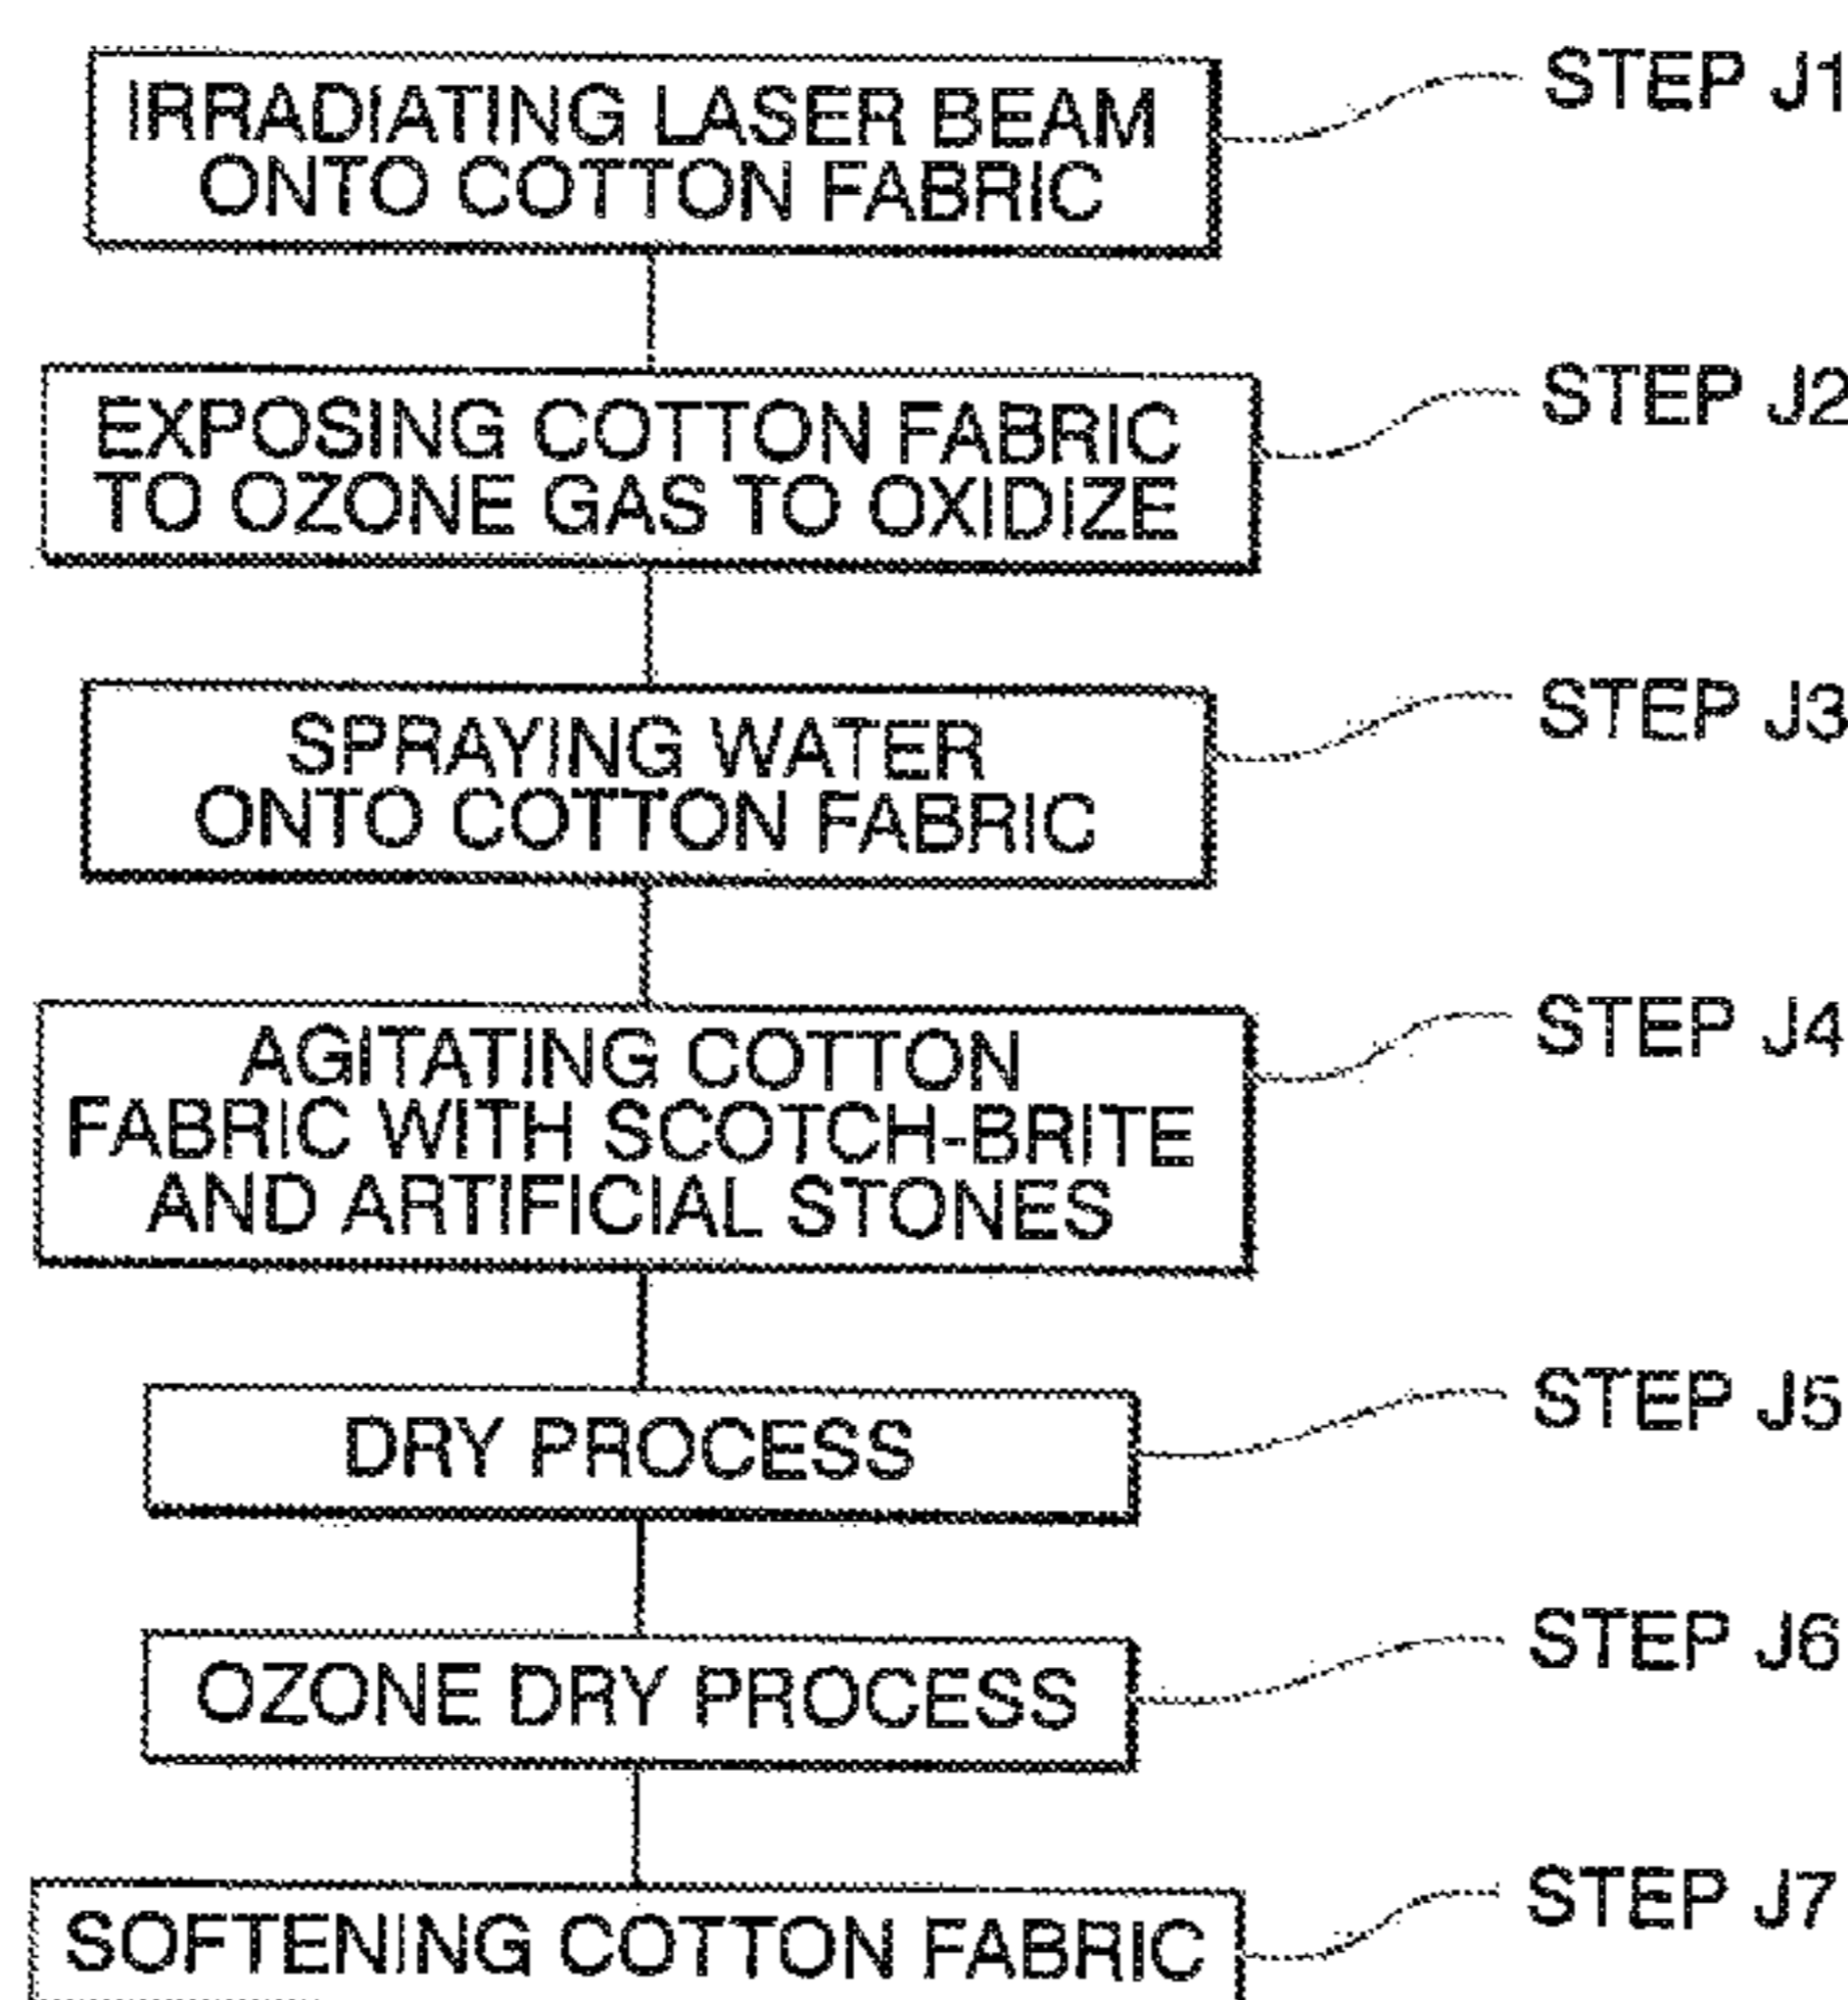 IRRADIATING LASER BEAM
ONTO COTTON FABRIC
STEP J1
EXPOSING COTTON FABRIC
TO OZONE GAS TO OXIDIZE
STEP J2
SPRAYING WATER
ONTO COTTON FABRIC
STEP J3
AGITATING COTTON
FABRIC WITH SCOTCH-BRITE
AND ARTIFICIAL STONES
STEP J4
DRY PROCESS
STEP J5
OZONE DRY PROCESS
STEP J6
SOFTENING COTTON FABRIC
STEP J7